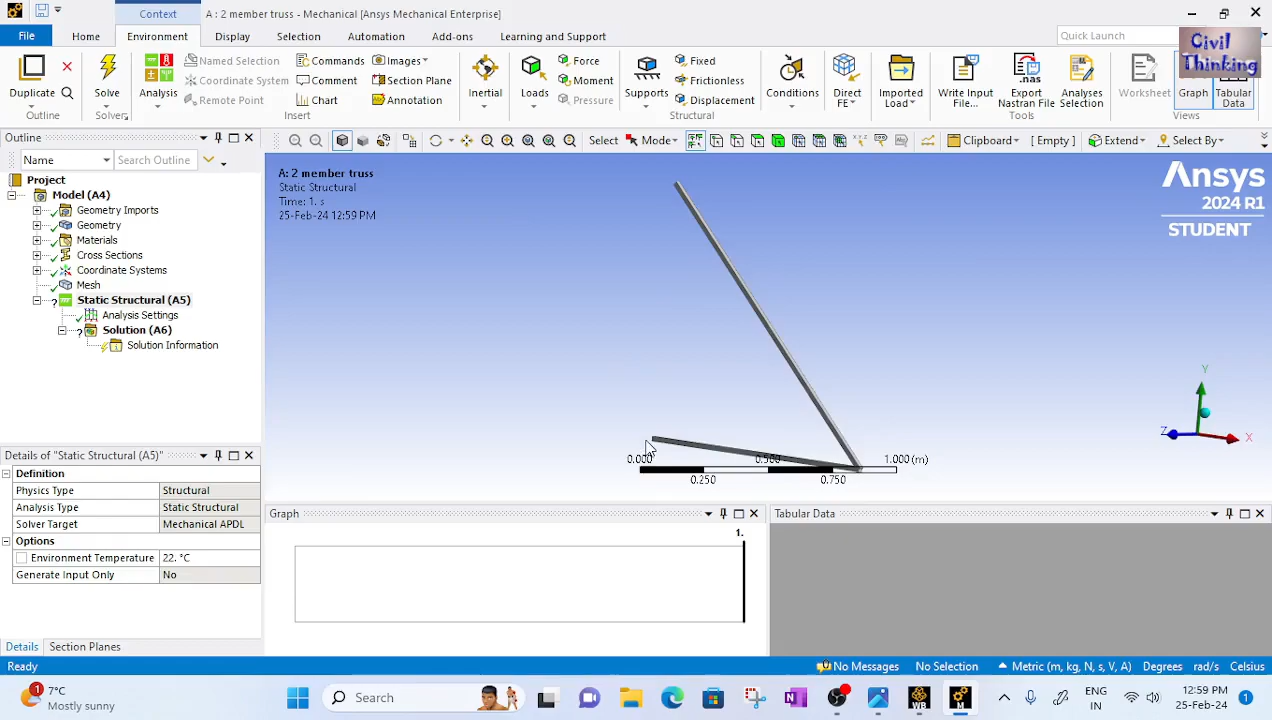 Context
A : 2 member truss - Mechanical [Ansys Mechanical Enterprise]
File
Home
Environment
Display
Selection
Automation
Add-ons
Learning and Support
Quick Launch
Civil
Thinking
Duplicate
Solve
Analysis
Named Selection
Coordinate System
Remote Point
Commands
Comment
Chart
Images
Section Plane
Annotation
Inertial
Loads
Force
Moment
Pressure
Supports
Fixed
Frictionless
Displacement
Conditions
Direct
FE
Imported
Load
Write Input
File...
.nas
Export
Nastran File
Analyses
Selection
Worksheet
Graph
Tabular
Data
Outline
Solver
Insert
Structural
Tools
Views
Outline
Select
Mode
Clipboard
[ Empty ]
Extend
Select By
Name
Search Outline
Project
Model (A4)
Geometry Imports
Geometry
Materials
Cross Sections
Coordinate Systems
Mesh
Static Structural (A5)
Analysis Settings
Solution (A6)
Solution Information
A: 2 member truss
Static Structural
Time: 1. s
25-Feb-24 12:59 PM
Ansys
2024 R1
STUDENT
Y
Z
X
0.000
0.500
1.000 (m)
0.250
0.750
Details of "Static Structural (A5)"
Definition
Physics Type
Structural
Analysis Type
Static Structural
Solver Target
Mechanical APDL
Options
Environment Temperature
22. °C
Generate Input Only
No
Details
Section Planes
Graph
1.
Tabular Data
Ready
No Messages
No Selection
Metric (m, kg, N, s, V, A)
Degrees
rad/s
Celsius
1
7°C
Mostly sunny
Search
WB
M
ENG
IN
12:59 PM
25-Feb-24
1